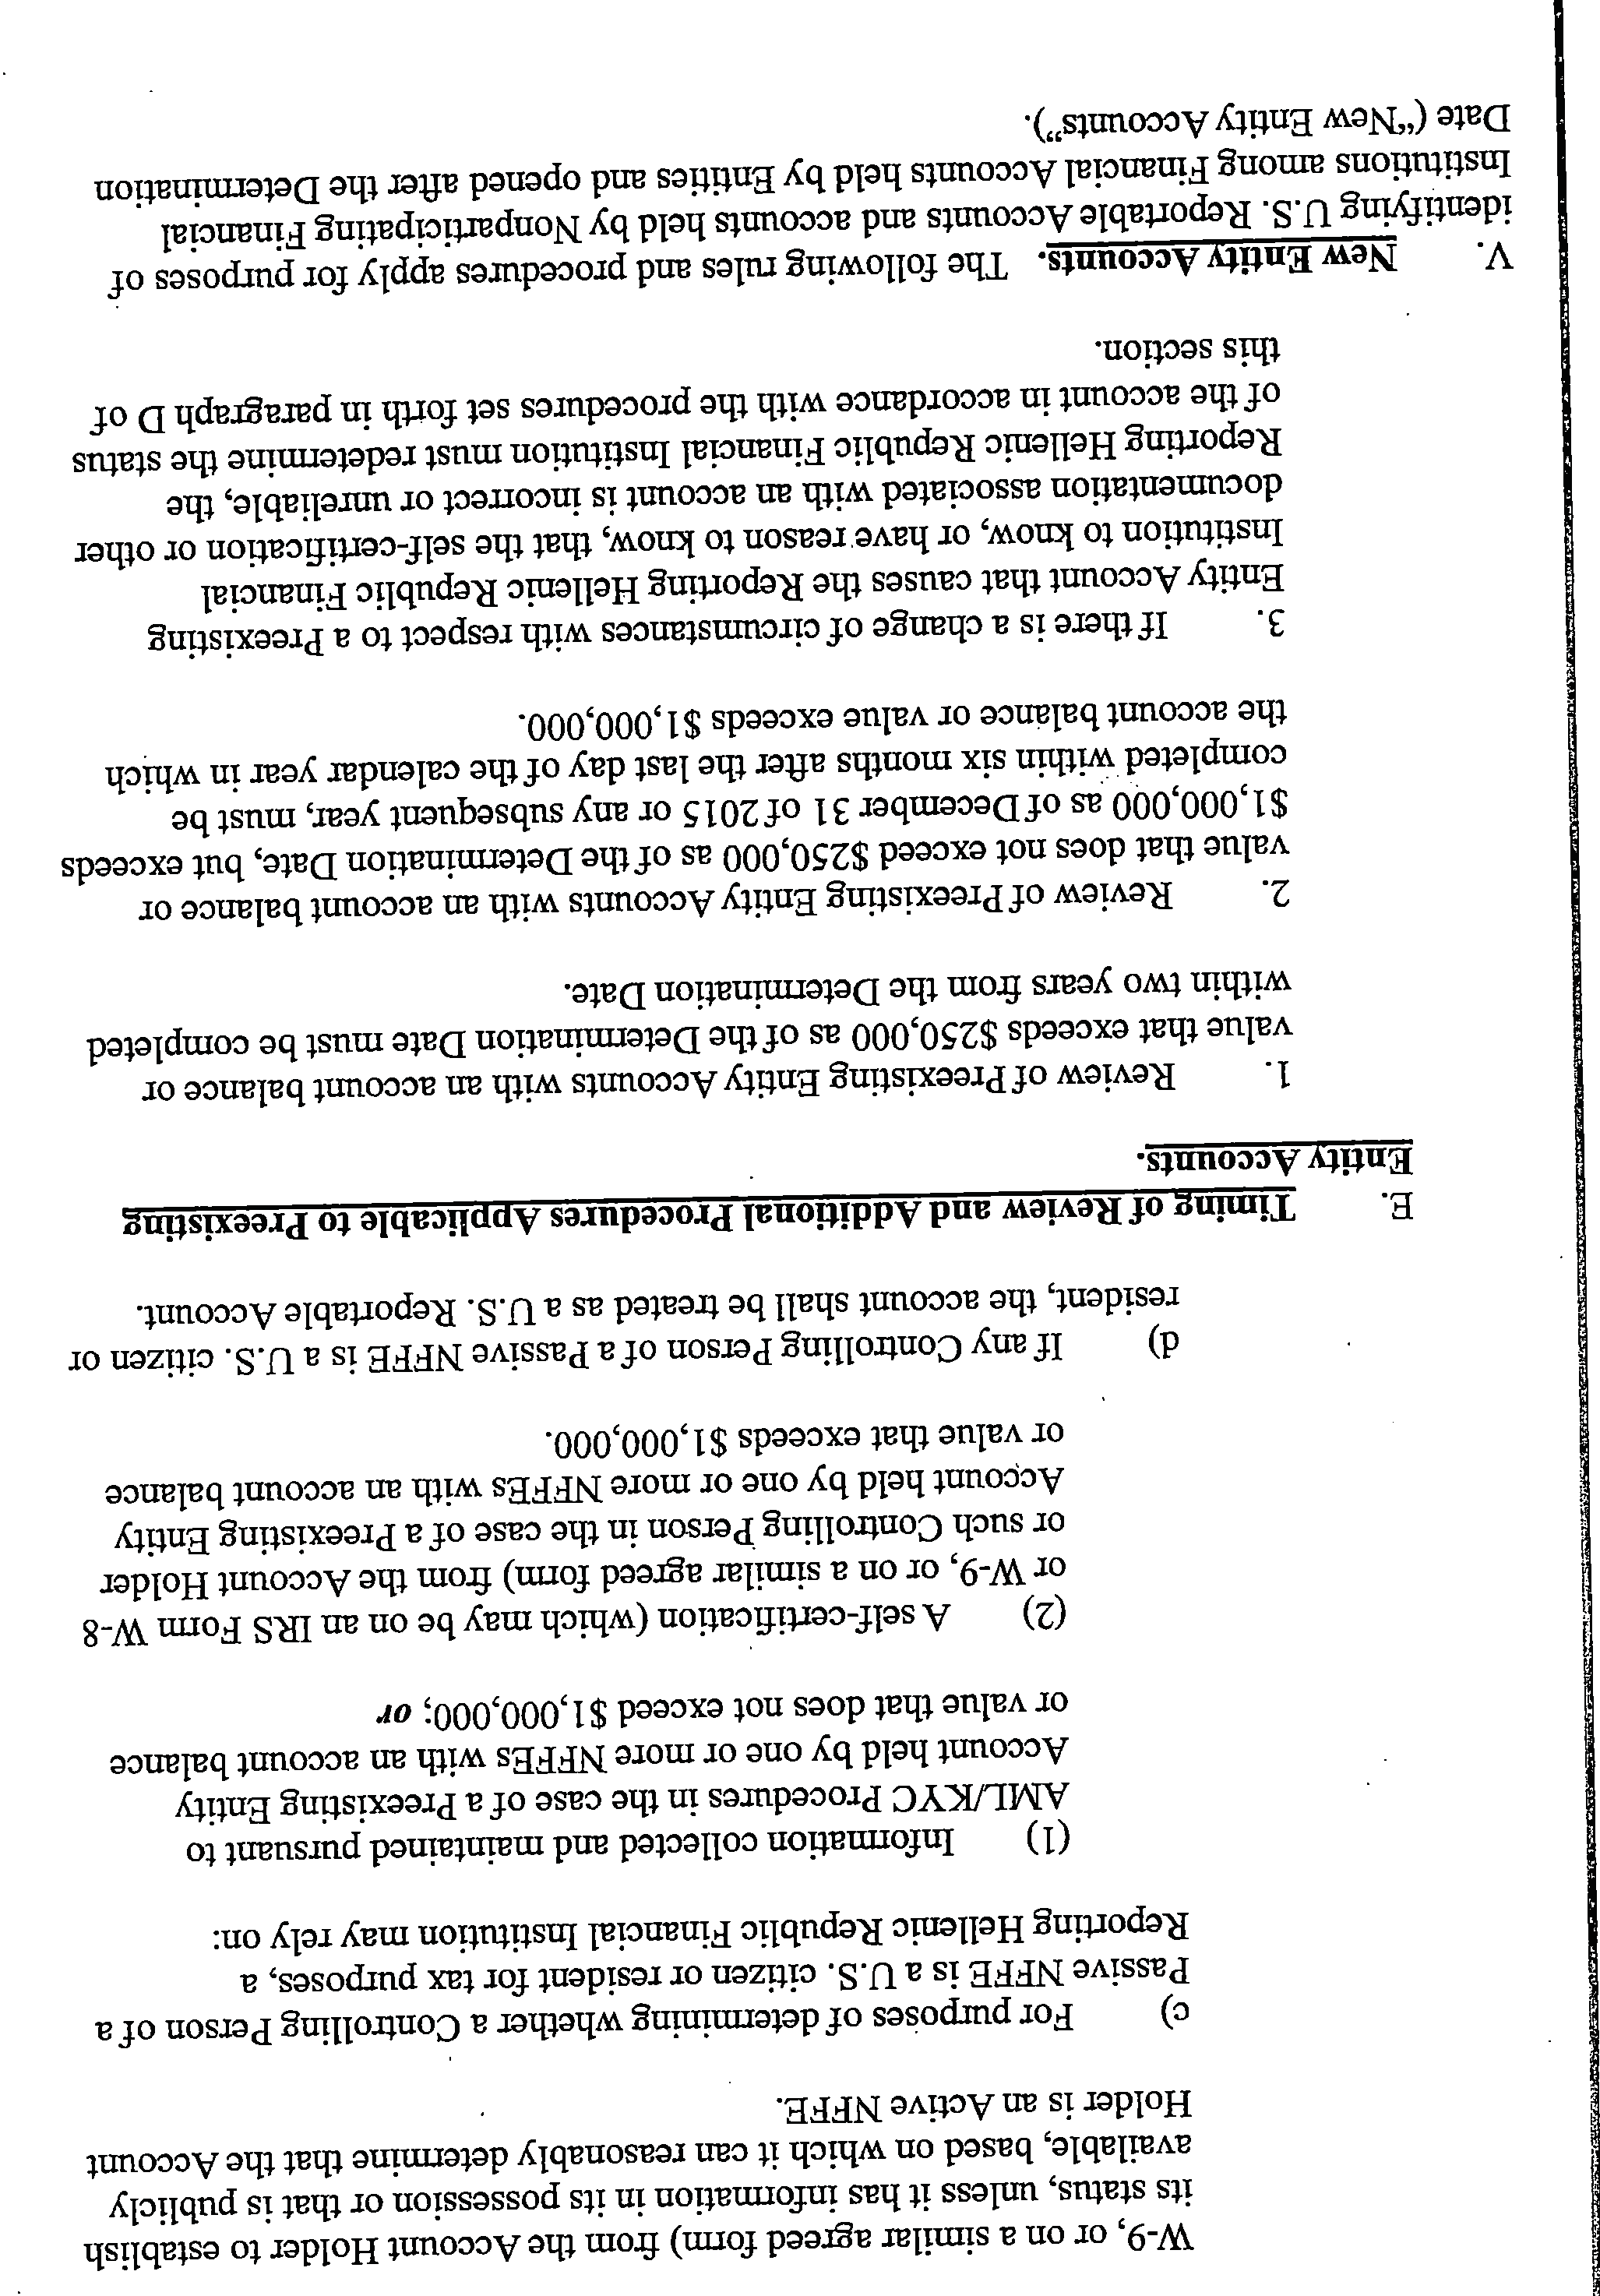 W-9, or on a similar agreed form) from the Account Holder to establish
its status, unless it has information in its possession or that is publicly
available, based on which it can reasonably determine that the Account
Holder is an Active NFFE.
c) For purposes of determining whether a Controlling Person of a
Passive NFFE is a U.S. citizen or resident for tax purposes, a
Reporting Hellenic Republic Financial Institution may rely on:
(1) Information collected and maintained pursuant to
AML/KYC Procedures in the case of a Preexisting Entity
Account held by one or more NFFEs with an account balance
or value that does not exceed $1,000,000; or
(2) A self-certification (which may be on an IRS Form W-8
or W-9, or on a similar agreed form) from the Account Holder
or such Controlling Person in the case of a Preexisting Entity
Account held by one or more NFFEs with an account balance
or value that exceeds $1,000,000.
d) If any Controlling Person of a Passive NFFE is a U.S. citizen or
resident, the account shall be treated as a U.S. Reportable Account.
E. Timing of Review and Additional Procedures Applicable to Preexisting
Entity Accounts.
1. Review of Preexisting Entity Accounts with an account balance or
value that exceeds $250,000 as of the Determination Date must be completed
within two years from the Determination Date.
2. Review of Preexisting Entity Accounts with an account balance or
value that does not exceed $250,000 as of the Determination Date, but exceeds
$1,000,000 as of December 31 of 2015 or any subsequent year, must be
completed within six months after the last day of the calendar year in which
the account balance or value exceeds $1,000,000.
3. If there is a change of circumstances with respect to a Preexisting
Entity Account that causes the Reporting Hellenic Republic Financial
Institution to know, or have reason to know, that the self-certification or other
documentation associated with an account is incorrect or unreliable, the
Reporting Hellenic Republic Financial Institution must redetermine the status
of the account in accordance with the procedures set forth in paragraph D of
this section.
V. New Entity Accounts. The following rules and procedures apply for purposes of
identifying U.S. Reportable Accounts and accounts held by Nonparticipating Financial
Institutions among Financial Accounts held by Entities and opened after the Determination
Date (“New Entity Accounts”).